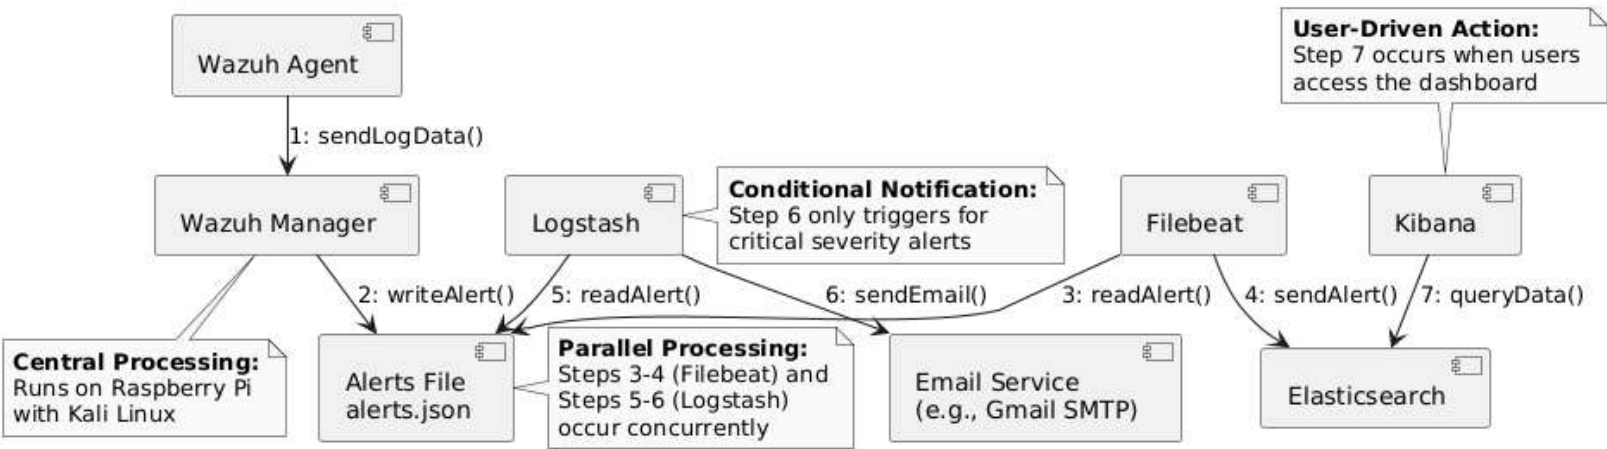 User-Driven Action:
Step 7 occurs when users
access the dashboard
Wazuh Agent
1: sendLogData()
Wazuh Manager
Logstash
Conditional Notification:
Step 6 only triggers for
critical severity alerts
Filebeat
Kibana
2: writeAlert()
5: readAlert()
6: sendEmail()
3: readAlert()
4: sendAlert()
7: queryData()
Central Processing:
Runs on Raspberry Pi
with Kali Linux
Alerts File
alerts.json
Parallel Processing:
Steps 3-4 (Filebeat) and
Steps 5-6 (Logstash)
occur concurrently
Email Service
(e.g., Gmail SMTP)
Elasticsearch